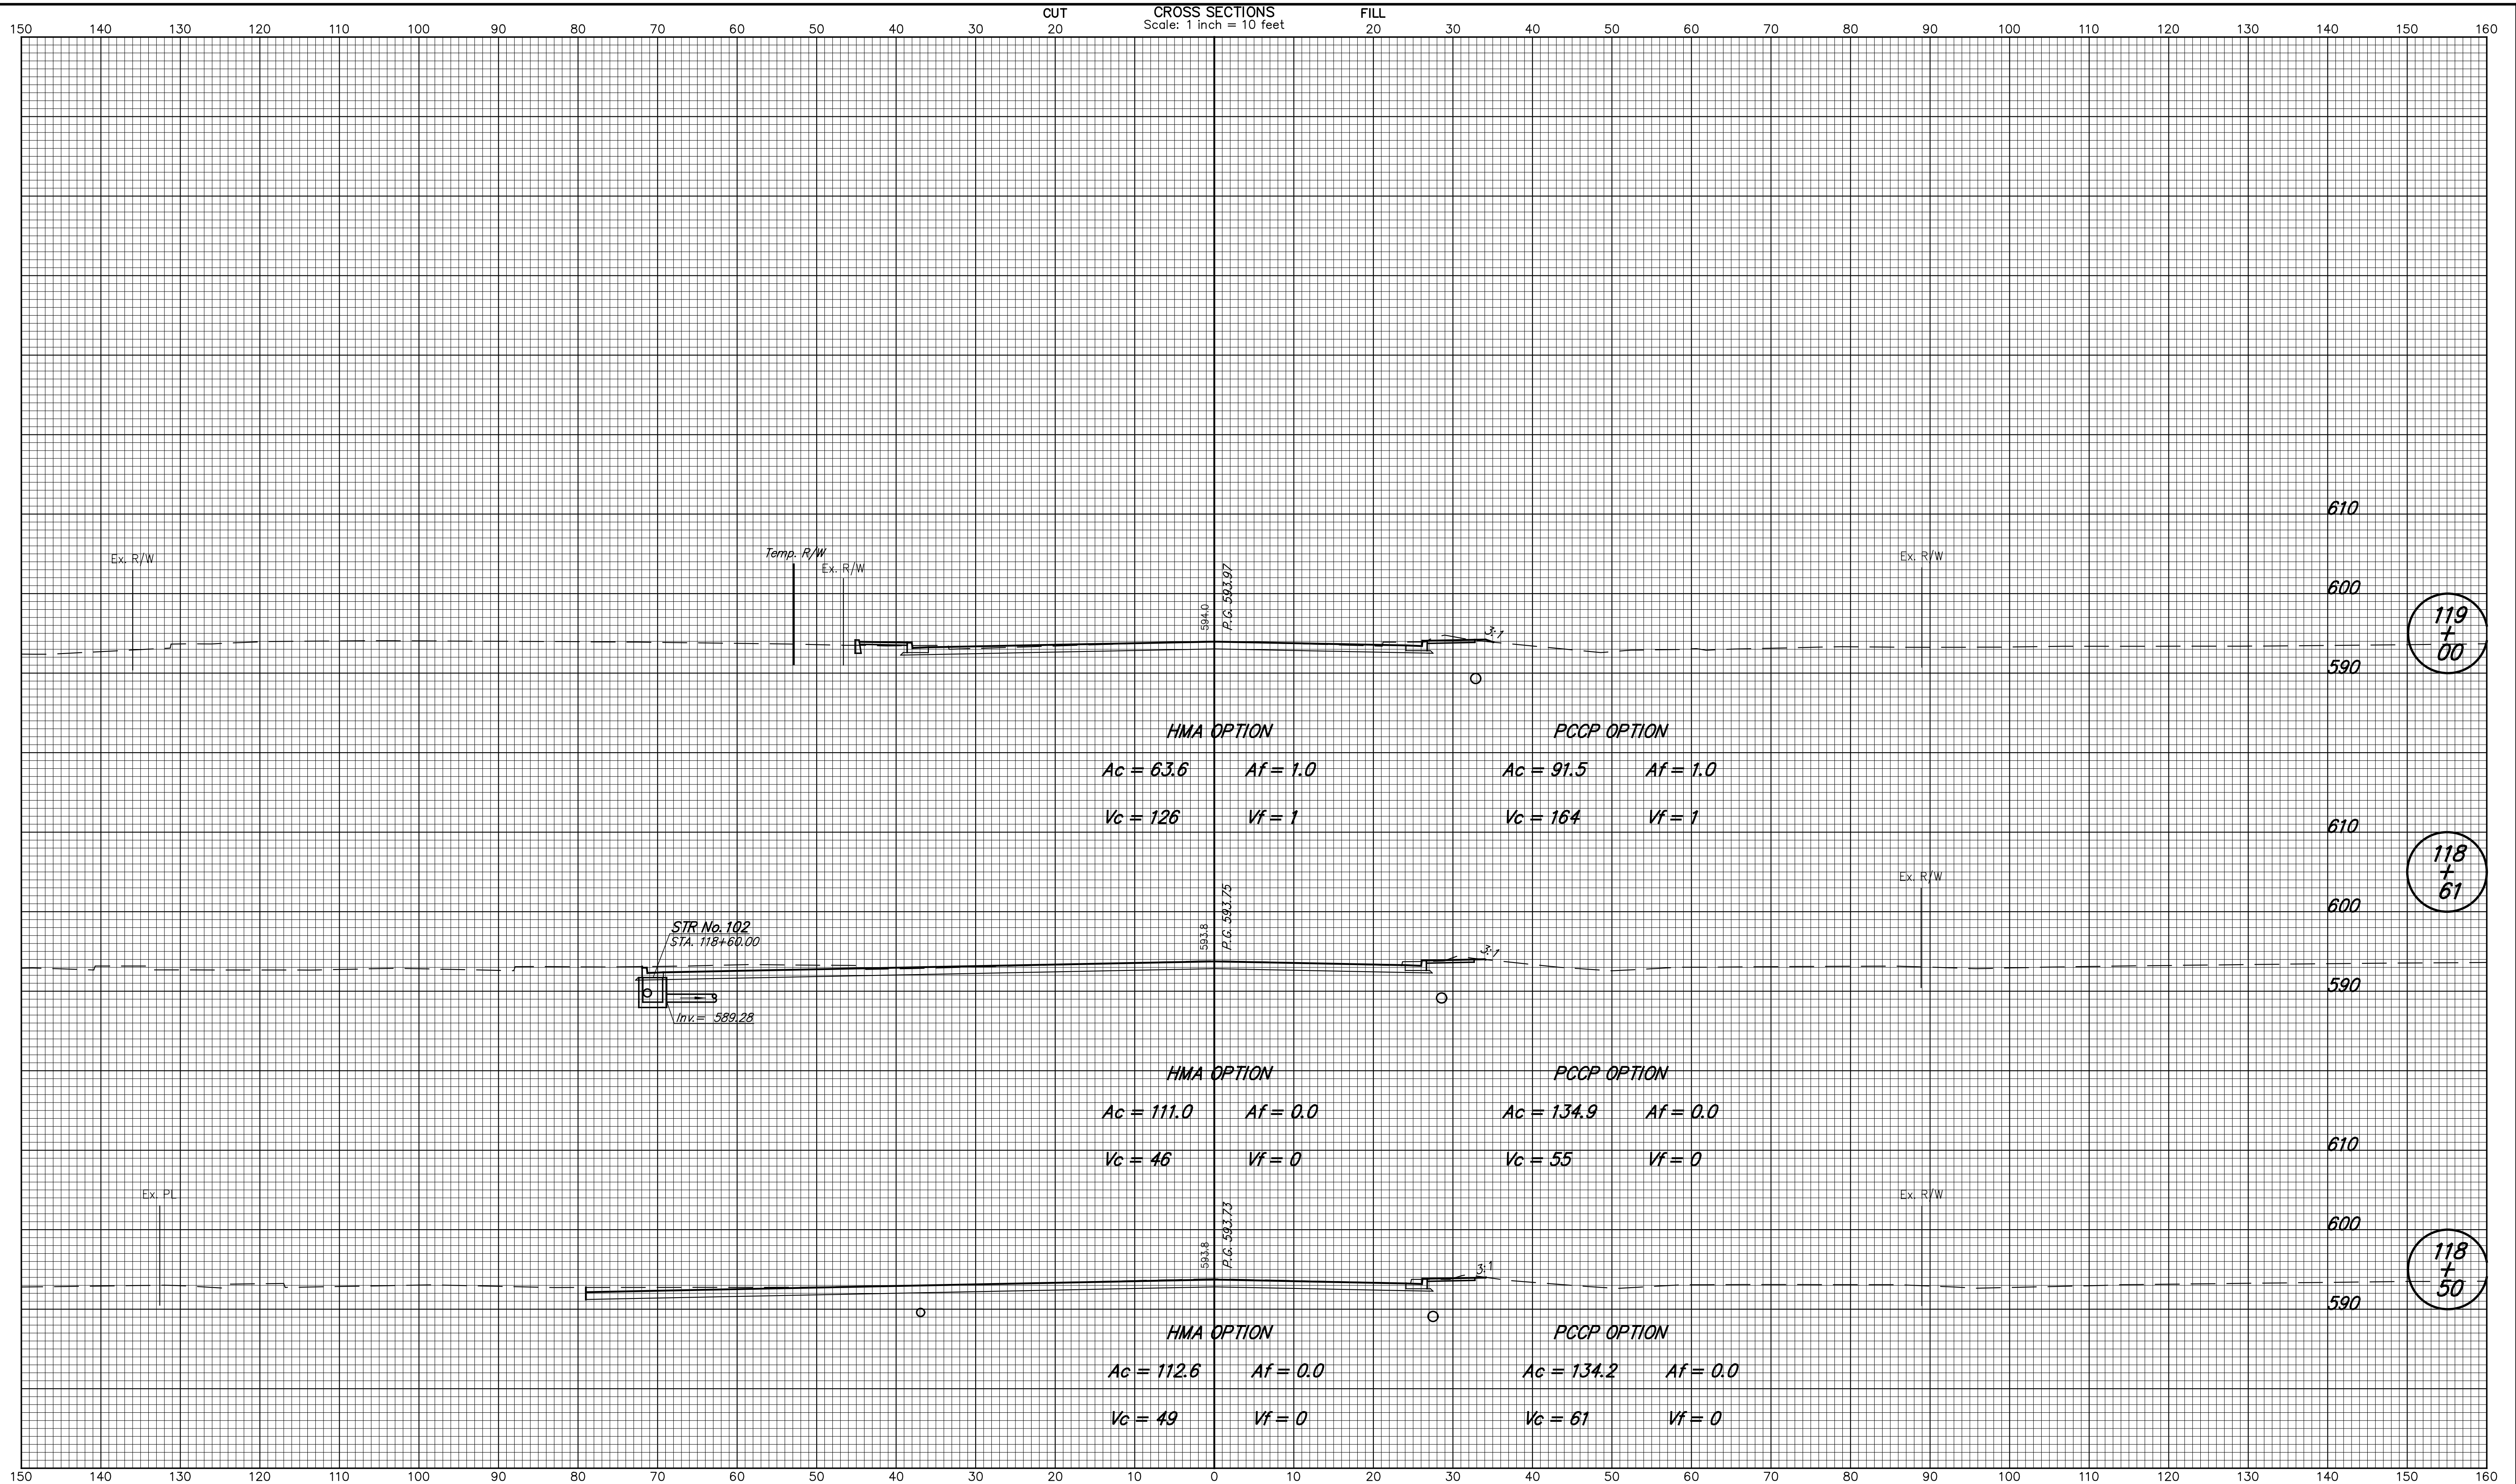 CUT CROSS SECTIONS FILL
Scale: 1 inch = 10 feet
150 140 130 120 110 100 90 80 70 60 50 40 30 20 0 20 30 40 50 60 70 80 90 100 110 120 130 140 150 160
610
Ex. R/W Temp. R/W Ex. R/W Ex. R/W
594.0 P.G. 593.97
600
119
+
00
3:1
590
HMA OPTION PCCP OPTION
Ac = 63.6 Af = 1.0 Ac = 91.5 Af = 1.0
Vc = 126 Vf = 1 Vc = 164 Vf = 1
610
118
+
61
Ex. R/W
593.8 P.G. 593.75
600
STR No. 102
STA. 118+60.00
3:1
590
Inv.= 589.28
HMA OPTION PCCP OPTION
Ac = 111.0 Af = 0.0 Ac = 134.9 Af = 0.0
Vc = 46 Vf = 0 Vc = 55 Vf = 0
610
Ex. PL Ex. R/W
593.8 P.G. 593.73
600
118
+
50
3:1
590
HMA OPTION PCCP OPTION
Ac = 112.6 Af = 0.0 Ac = 134.2 Af = 0.0
Vc = 49 Vf = 0 Vc = 61 Vf = 0
150 140 130 120 110 100 90 80 70 60 50 40 30 20 10 0 10 20 30 40 50 60 70 80 90 100 110 120 130 140 150 160